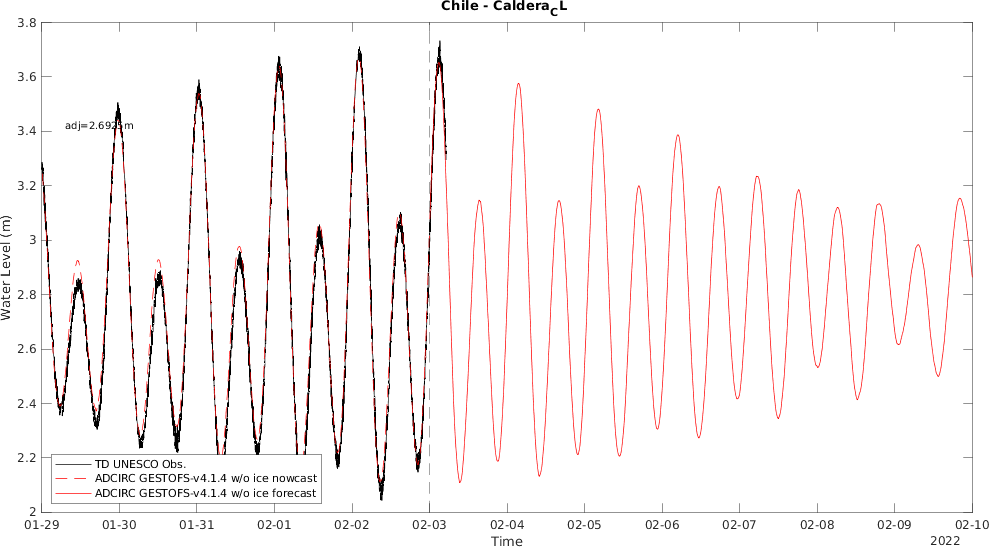 Chile - Caldera_CL
3.8
3.6
3.4
3.2
3
2.8
2.6
2.4
2.2
2
Water Level (m)
adj=2.6925m
TD UNESCO Obs.
ADCIRC GESTOFS-v4.1.4 w/o ice nowcast
ADCIRC GESTOFS-v4.1.4 w/o ice forecast
01-29 01-30 01-31 02-01 02-02 02-03 02-04 02-05 02-06 02-07 02-08 02-09 02-10
Time
2022